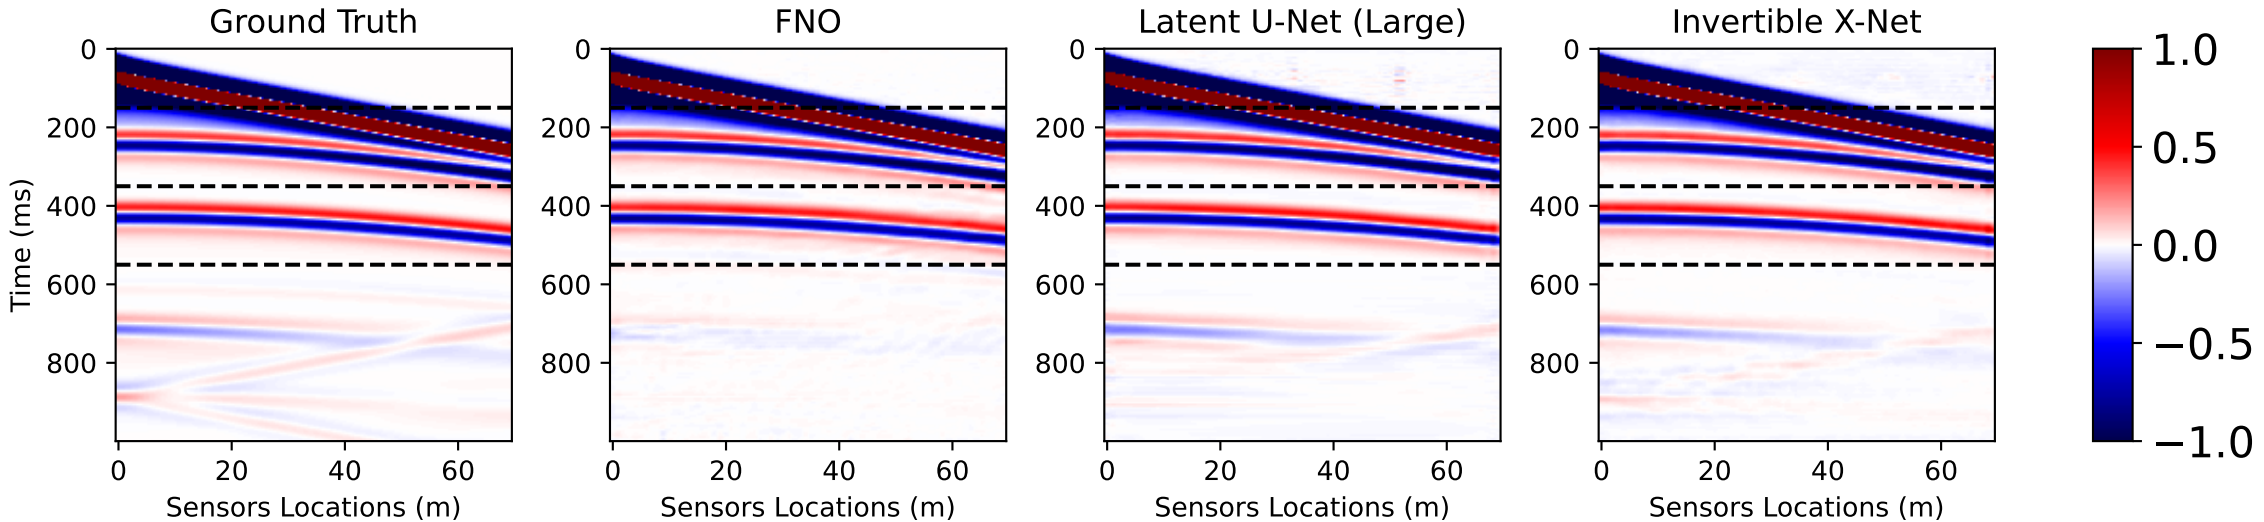 Ground Truth
FNO
Latent U-Net (Large)
Invertible X-Net
0
200
400
600
800
Time (ms)
0 20 40 60
Sensors Locations (m)
0
200
400
600
800
0 20 40 60
Sensors Locations (m)
0
200
400
600
800
0 20 40 60
Sensors Locations (m)
0
200
400
600
800
0 20 40 60
Sensors Locations (m)
1.0
0.5
0.0
−0.5
−1.0